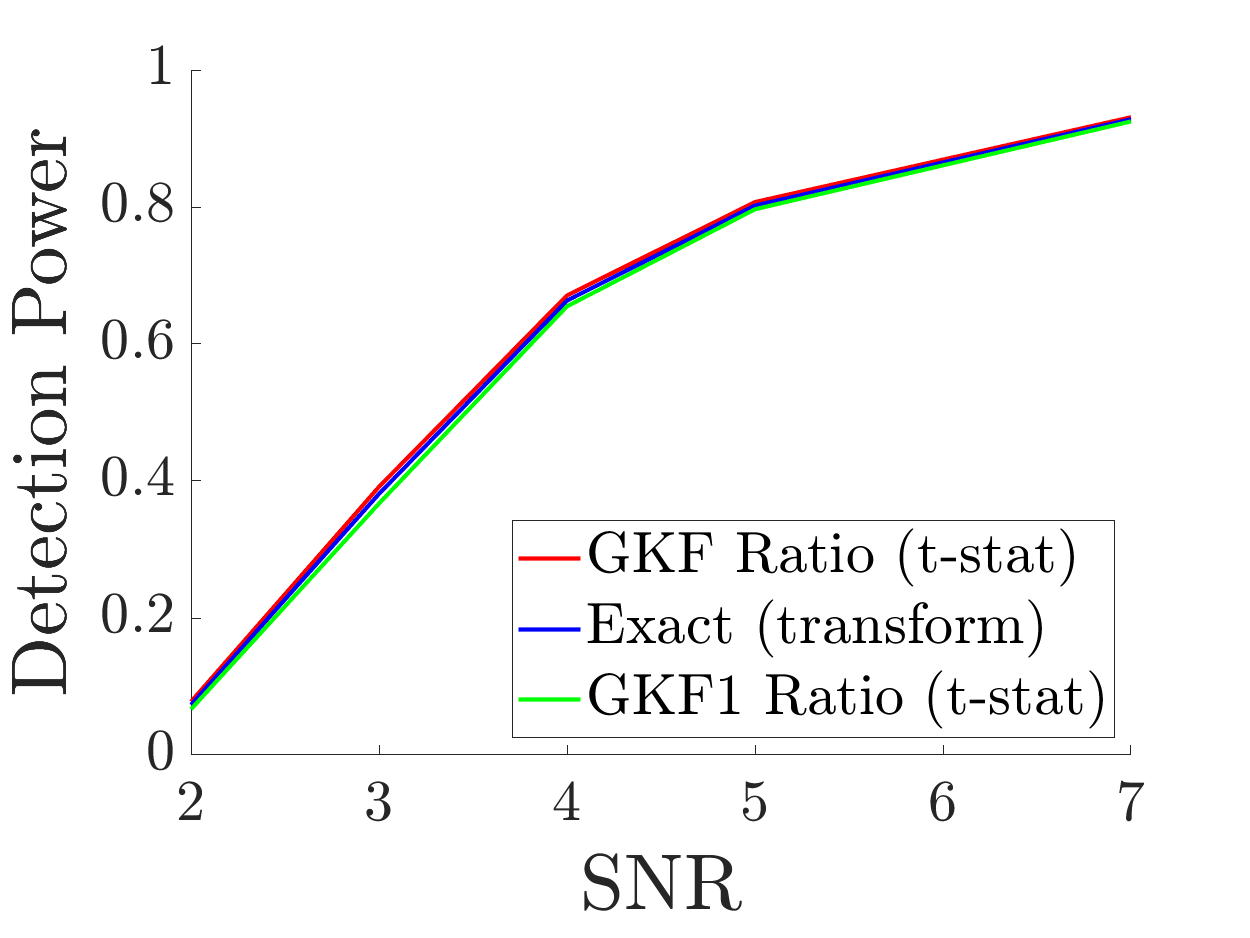 1
0.8
0.6
0.4
0.2
0
Detection Power
GKF Ratio (t-stat)
Exact (transform)
GKF1 Ratio (t-stat)
2 3 4 5 6 7
SNR